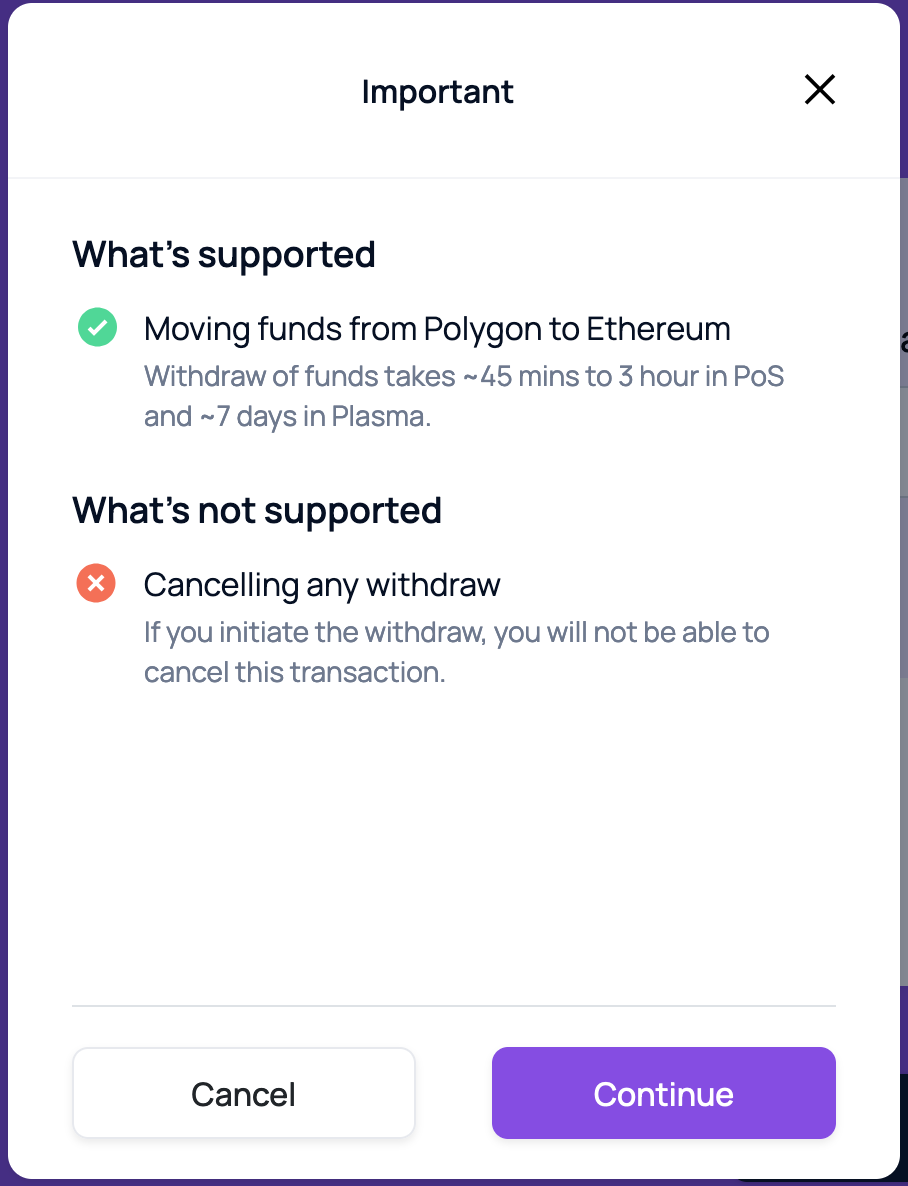 Important
What's supported
Moving funds from Polygon to Ethereum
Withdraw of funds takes ~45 mins to 3 hour in PoS
and ~7 days in Plasma.
What's not supported
Cancelling any withdraw
If you initiate the withdraw, you will not be able to
cancel this transaction.
Cancel
Continue